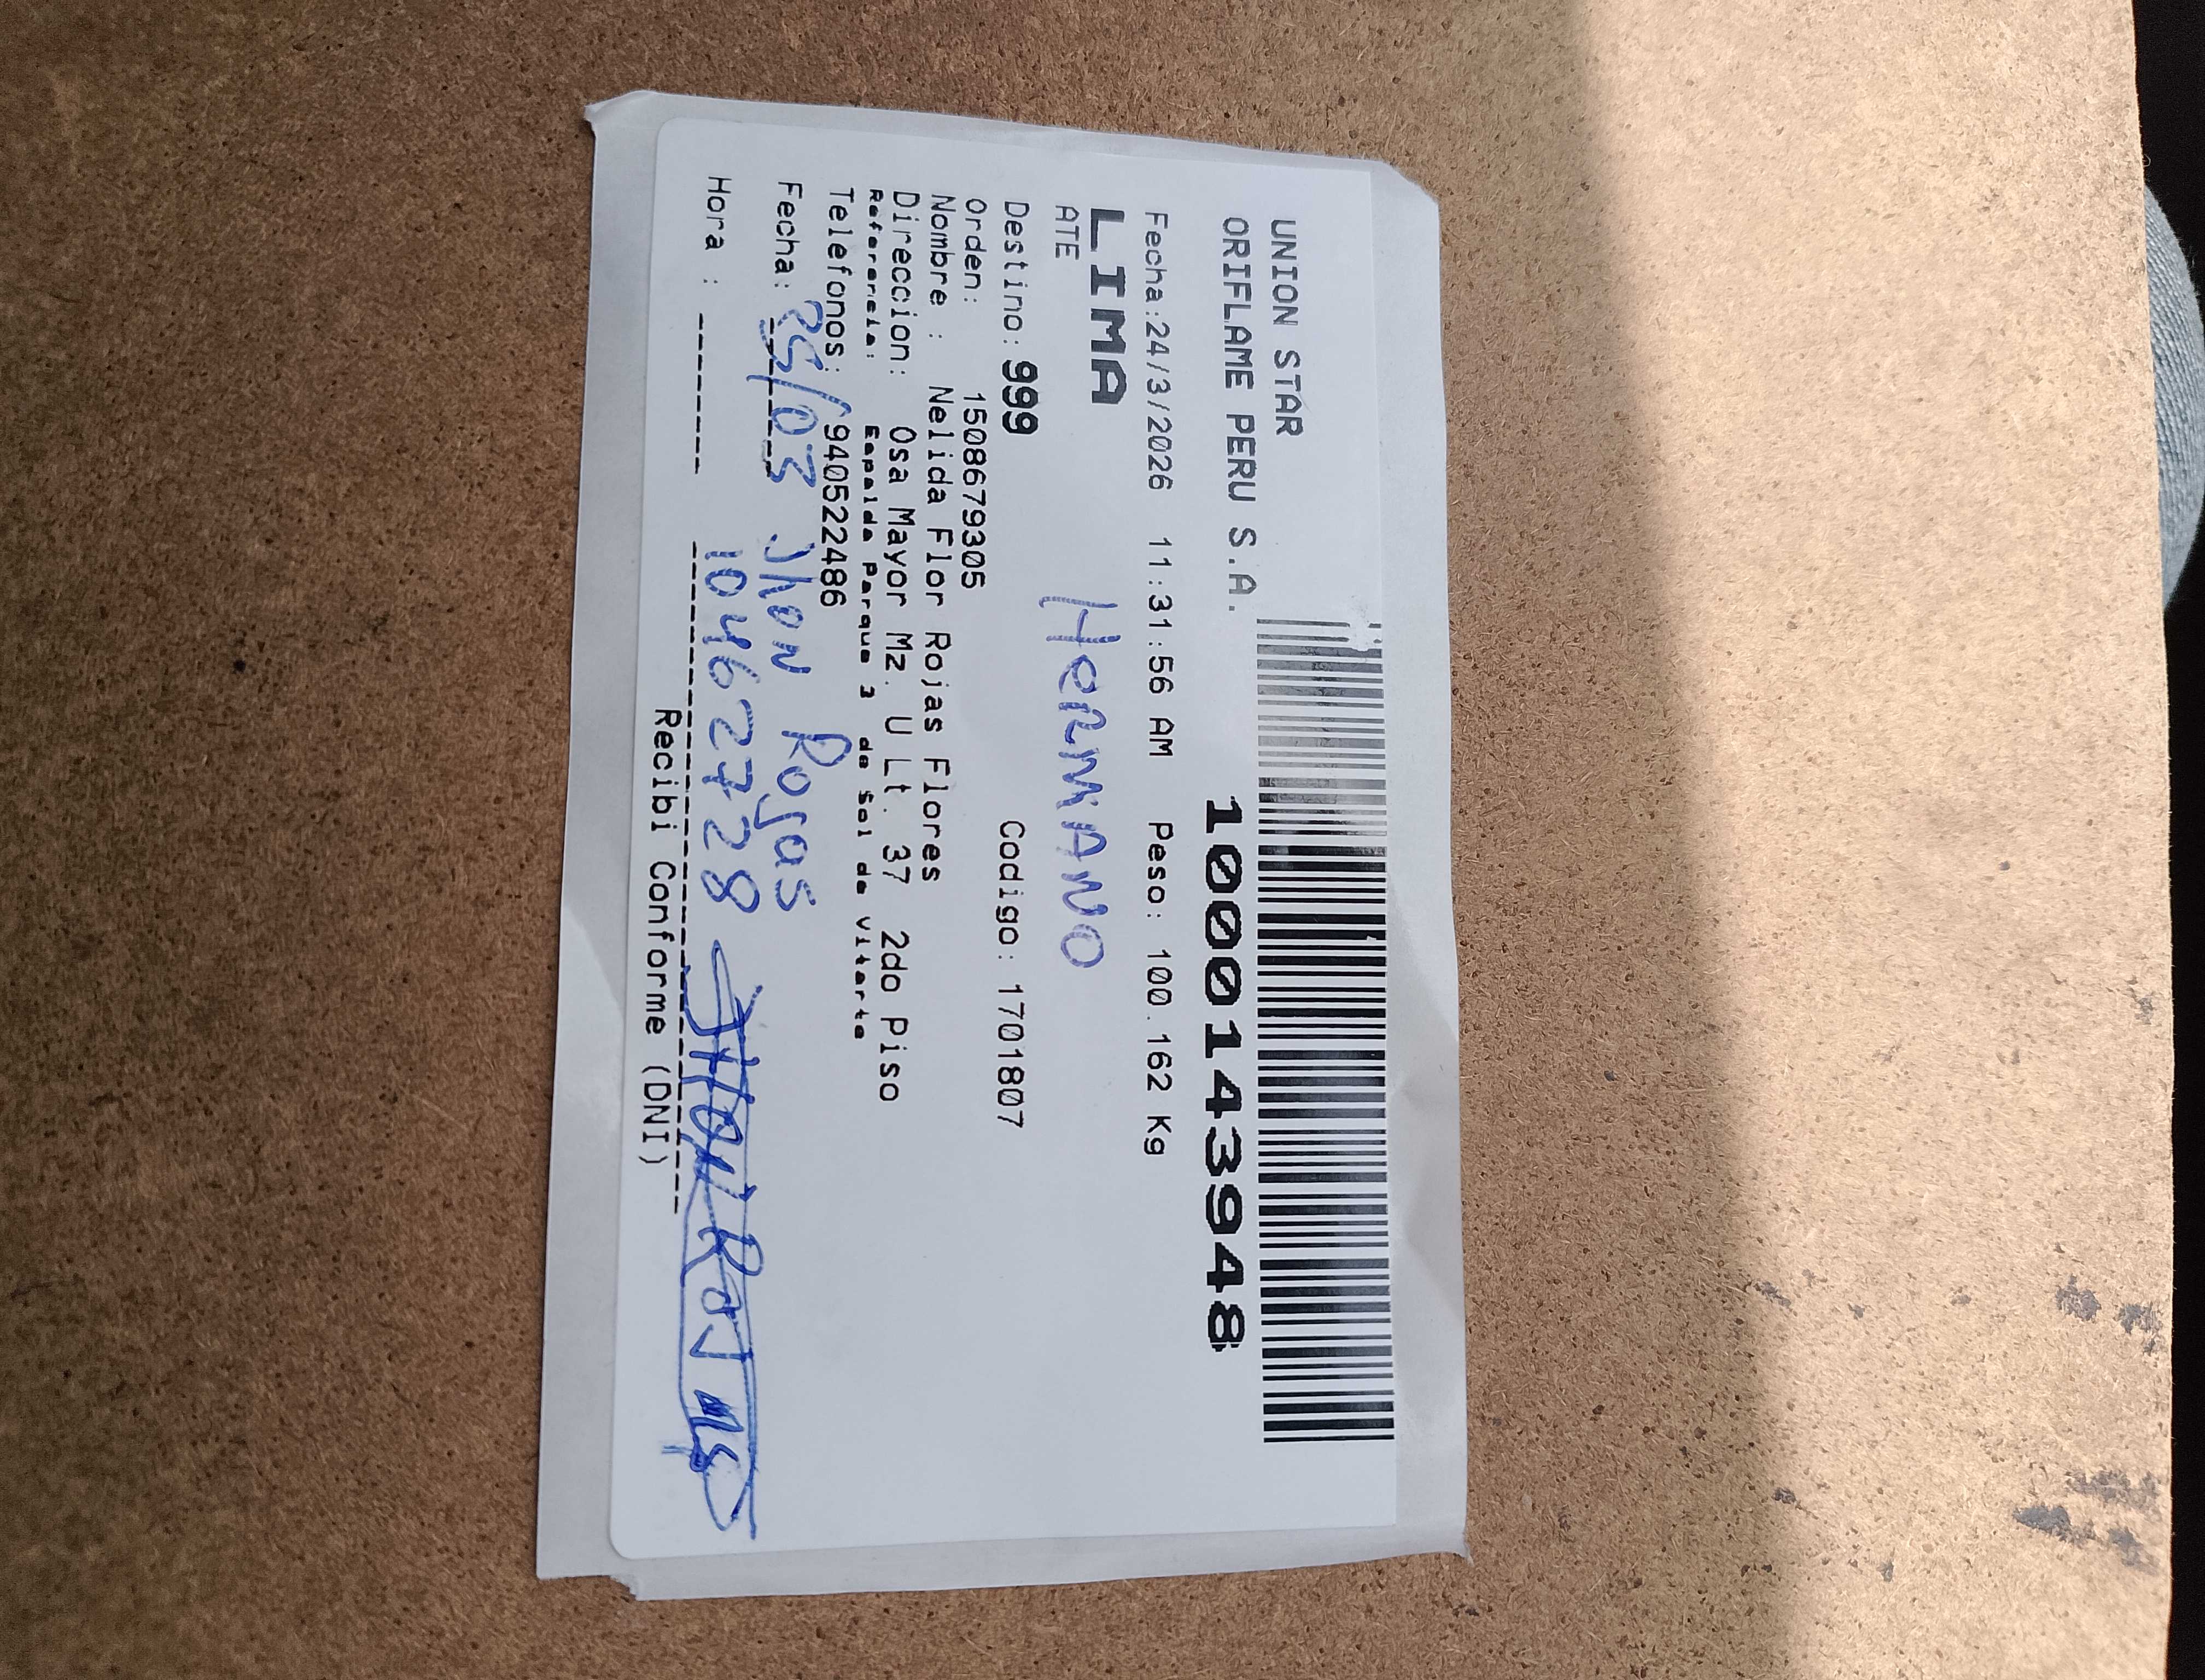 UNION STAR
ORIFLAME PERU S.A.
10001439448
Fecha:24/3/2026 11:31:56 AM Peso: 100.162 Kg
LIMA
ATE
HERMANO
Destino: 999 Codigo: 1701807
Orden: 1508679305
Nombre : Nelida Flor Rojas Flores
Direccion: Osa Mayor Mz. U Lt. 37 2do Piso
Referencia: Espalda Parque 3 de Sol de Vitarte
Telefonos: 940522486
Fecha: 25/03 Jhon Rojas
Hora : 10462728 JHON ROJAS
Recibi Conforme (DNI)